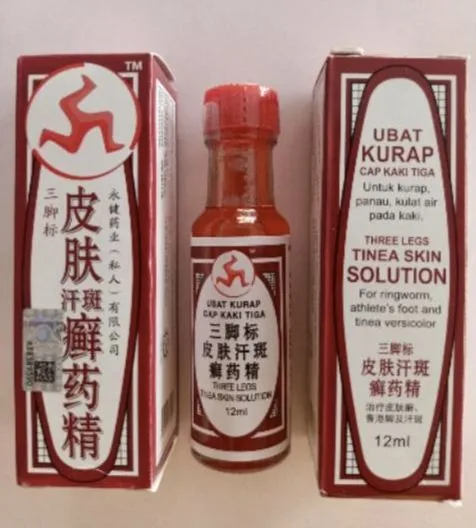 TM
三脚标
皮肤
汗斑
癣药精
永健药业(私人)有限公司
UBAT KURAP
CAP KAKI TIGA
三脚标
皮肤汗斑
癣药精
THREE LEGS
TINEA SKIN SOLUTION
12ml
UBAT
KURAP
CAP KAKI TIGA
Untuk kurap,
panau, kulat air
pada kaki.
THREE LEGS
TINEA SKIN
SOLUTION
For ringworm,
athlete's foot and
tinea versicolor
三脚标
皮肤汗斑
癣药精
治疗皮肤癣、
香港脚及汗斑
12ml